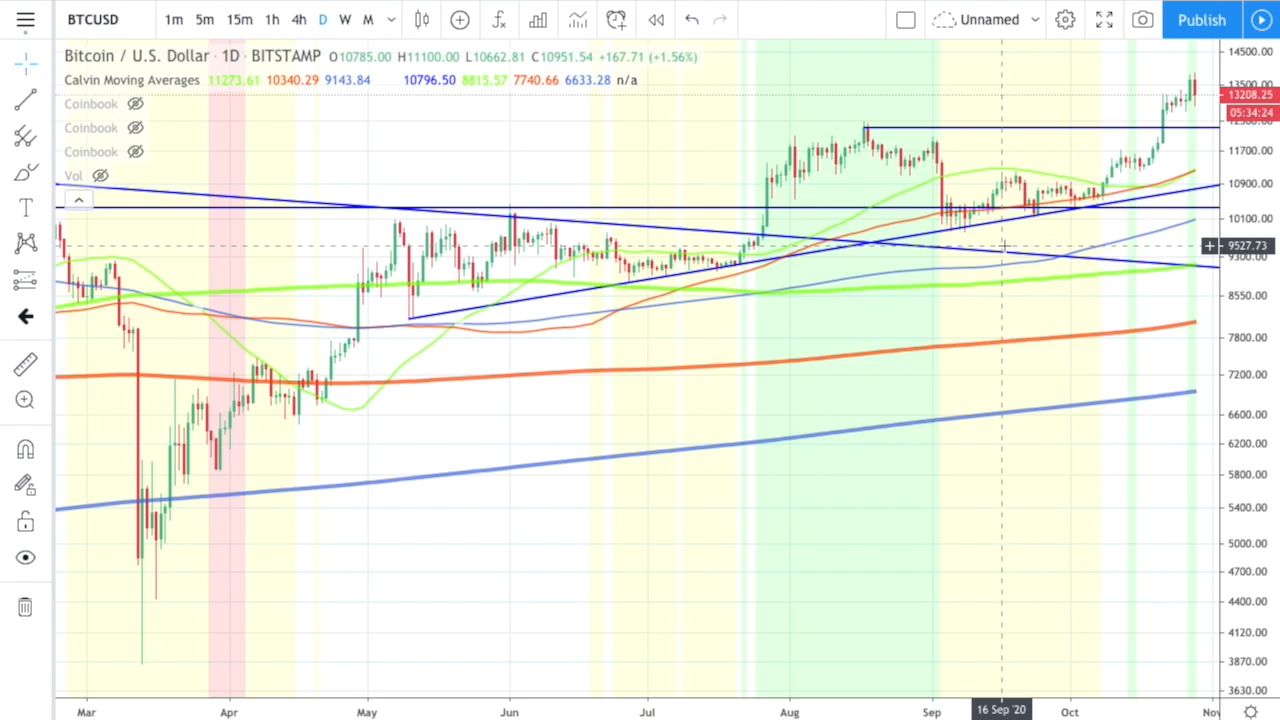 BTCUSD 1m 5m 15m 1h 4h D W M Unnamed Publish
Bitcoin / U.S. Dollar · 1D · BITSTAMP O10785.00 H11100.00 L10662.81 C10951.54 +167.71 (+1.56%)
Calvin Moving Averages 11273.61 10340.29 9143.84 10796.50 8815.57 7740.66 6633.28 n/a
Coinbook
Coinbook
Coinbook
Vol
14500.00
13500.00
13208.25
05:34:24
12500.00
11700.00
10900.00
10100.00
9527.73
9300.00
8550.00
7800.00
7200.00
6600.00
6200.00
5800.00
5400.00
5000.00
4700.00
4400.00
4120.00
3870.00
3630.00
Mar Apr May Jun Jul Aug Sep 16 Sep '20 Oct Nov